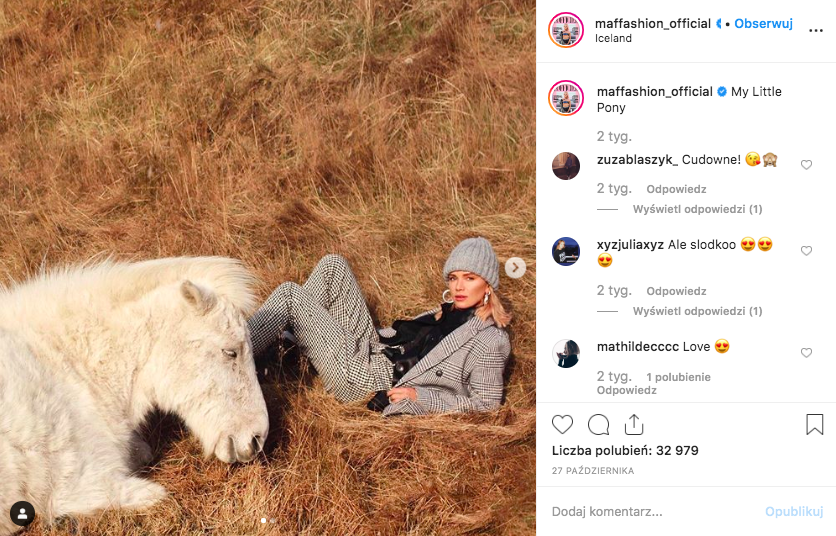 maffashion_official • Obserwuj
Iceland
maffashion_official My Little
Pony
2 tyg.
zuzablaszyk_ Cudowne! 😘🙈
2 tyg. Odpowiedz
Wyświetl odpowiedzi (1)
xyzjuliaxyz Ale slodkoo 😍😍
😍
2 tyg. Odpowiedz
Wyświetl odpowiedzi (1)
mathildecccc Love 😍
2 tyg. 1 polubienie
Odpowiedz
Liczba polubień: 32 979
27 PAŹDZIERNIKA
Dodaj komentarz... Opublikuj